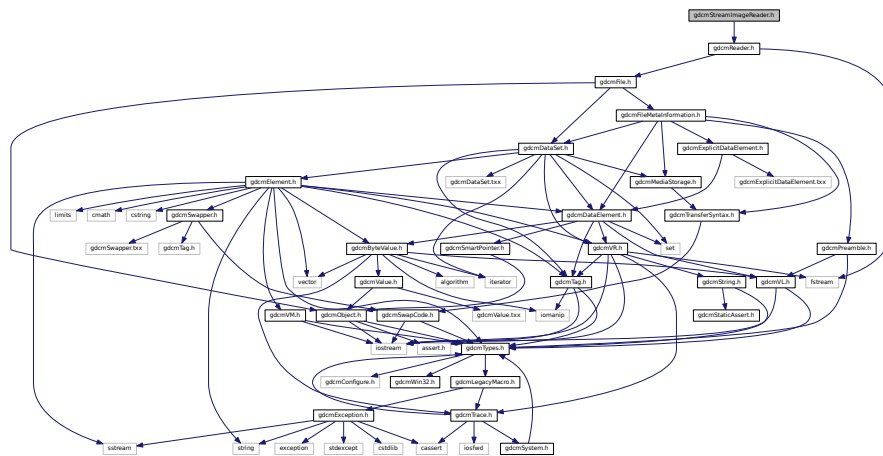 gdcmStreamImageReader.h
gdcmReader.h
gdcmFile.h
gdcmFileMetaInformation.h
gdcmDataSet.h
gdcmExplicitDataElement.h
gdcmElement.h
gdcmDataSet.txx
gdcmMediaStorage.h
gdcmExplicitDataElement.txx
limits
cmath
cstring
gdcmSwapper.h
gdcmDataElement.h
gdcmTransferSyntax.h
gdcmSwapper.txx
gdcmTag.h
gdcmByteValue.h
gdcmSmartPointer.h
gdcmVR.h
set
gdcmPreamble.h
vector
gdcmValue.h
algorithm
iterator
gdcmTag.h
gdcmString.h
gdcmVL.h
fstream
gdcmVM.h
gdcmObject.h
gdcmSwapCode.h
gdcmValue.txx
iomanip
gdcmStaticAssert.h
iostream
assert.h
gdcmTypes.h
gdcmConfigure.h
gdcmWin32.h
gdcmLegacyMacro.h
gdcmException.h
gdcmTrace.h
sstream
string
exception
stdexcept
cstdlib
cassert
iosfwd
gdcmSystem.h